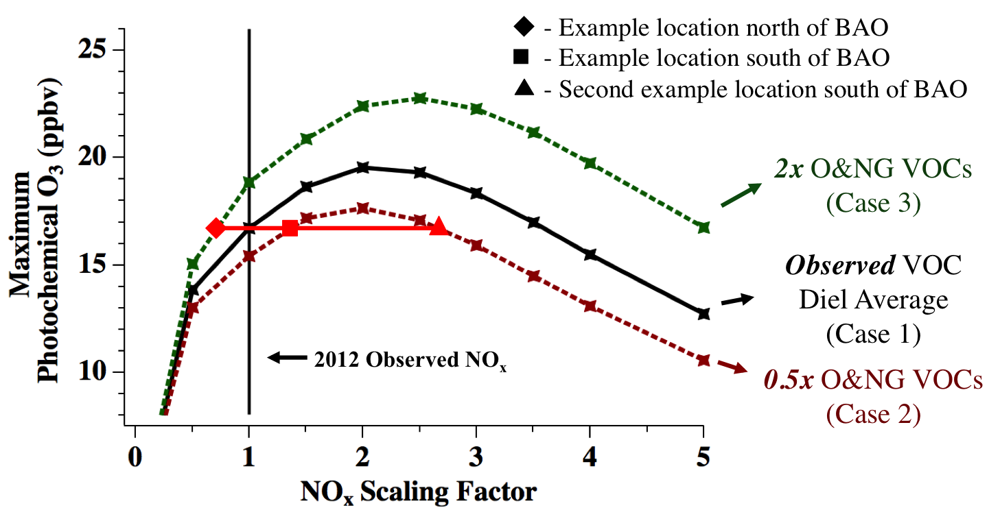 - Example location north of BAO
- Example location south of BAO
- Second example location south of BAO
Maximum
Photochemical O3 (ppbv)
25
20
15
10
2x O&NG VOCs
(Case 3)
Observed VOC
Diel Average
(Case 1)
2012 Observed NOx
0.5x O&NG VOCs
(Case 2)
0 1 2 3 4 5
NOx Scaling Factor